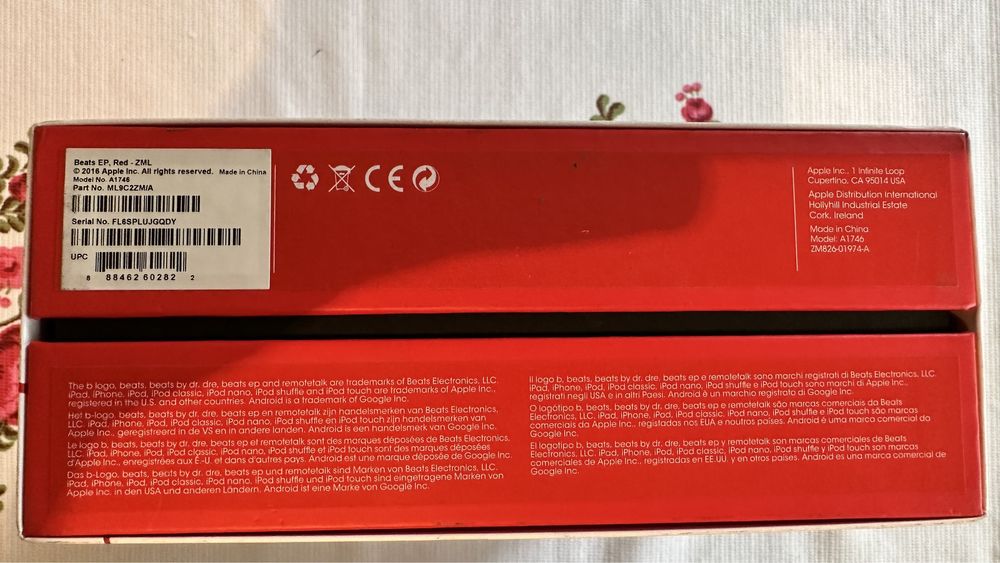 Beats EP, Red - ZML
© 2016 Apple Inc. All rights reserved. Made in China
Model No. A1746
Part No. ML9C2ZM/A
Serial No. FL6SPLUJGQDY
UPC
8 88462 60282 2
CE
Apple Inc., 1 Infinite Loop
Cupertino, CA 95014 USA
Apple Distribution International
Hollyhill Industrial Estate
Cork, Ireland
Made in China
Model: A1746
ZM826-01974-A
The b logo, beats, beats by dr. dre, beats ep and remotetalk are trademarks of Beats Electronics, LLC.
iPad, iPhone, iPod, iPod classic, iPod nano, iPod shuffle and iPod touch are trademarks of Apple Inc.,
registered in the U.S. and other countries. Android is a trademark of Google Inc.
Het b-logo, beats, beats by dr. dre, beats ep en remotetalk zijn handelsmerken van Beats Electronics,
LLC. iPad, iPhone, iPod, iPod classic, iPod nano, iPod shuffle en iPod touch zijn handelsmerken van
Apple Inc., geregistreerd in de VS en in andere landen. Android is een handelsmerk van Google Inc.
Le logo b, beats, beats by dr. dre, beats ep et remotetalk sont des marques déposées de Beats Electronics,
LLC. iPad, iPhone, iPod, iPod classic, iPod nano, iPod shuffle et iPod touch sont des marques déposées
d'Apple Inc., enregistrées aux É.-U. et dans d'autres pays. Android est une marque déposée de Google Inc.
Das b-Logo, beats, beats by dr. dre, beats ep und remotetalk sind Marken von Beats Electronics, LLC.
iPad, iPhone, iPod, iPod classic, iPod nano, iPod shuffle und iPod touch sind eingetragene Marken von
Apple Inc. in den USA und anderen Ländern. Android ist eine Marke von Google Inc.
Il logo b, beats, beats by dr. dre, beats ep e remotetalk sono marchi registrati di Beats Electronics, LLC.
iPad, iPhone, iPod, iPod classic, iPod nano, iPod shuffle e iPod touch sono marchi di Apple Inc.,
registrati negli USA e in altri Paesi. Android è un marchio registrato di Google Inc.
O logótipo b, beats, beats by dr. dre, beats ep e remotetalk são marcas comerciais da Beats
Electronics, LLC. iPad, iPhone, iPod, iPod classic, iPod nano, iPod shuffle e iPod touch são marcas
comerciais da Apple Inc., registadas nos EUA e noutros países. Android é uma marca comercial da
Google Inc.
El logotipo b, beats, beats by dr. dre, beats ep y remotetalk son marcas comerciales de Beats
Electronics, LLC. iPad, iPhone, iPod, iPod classic, iPod nano, iPod shuffle y iPod touch son marcas
comerciales de Apple Inc., registradas en EE.UU. y en otros países. Android es una marca comercial de
Google Inc.